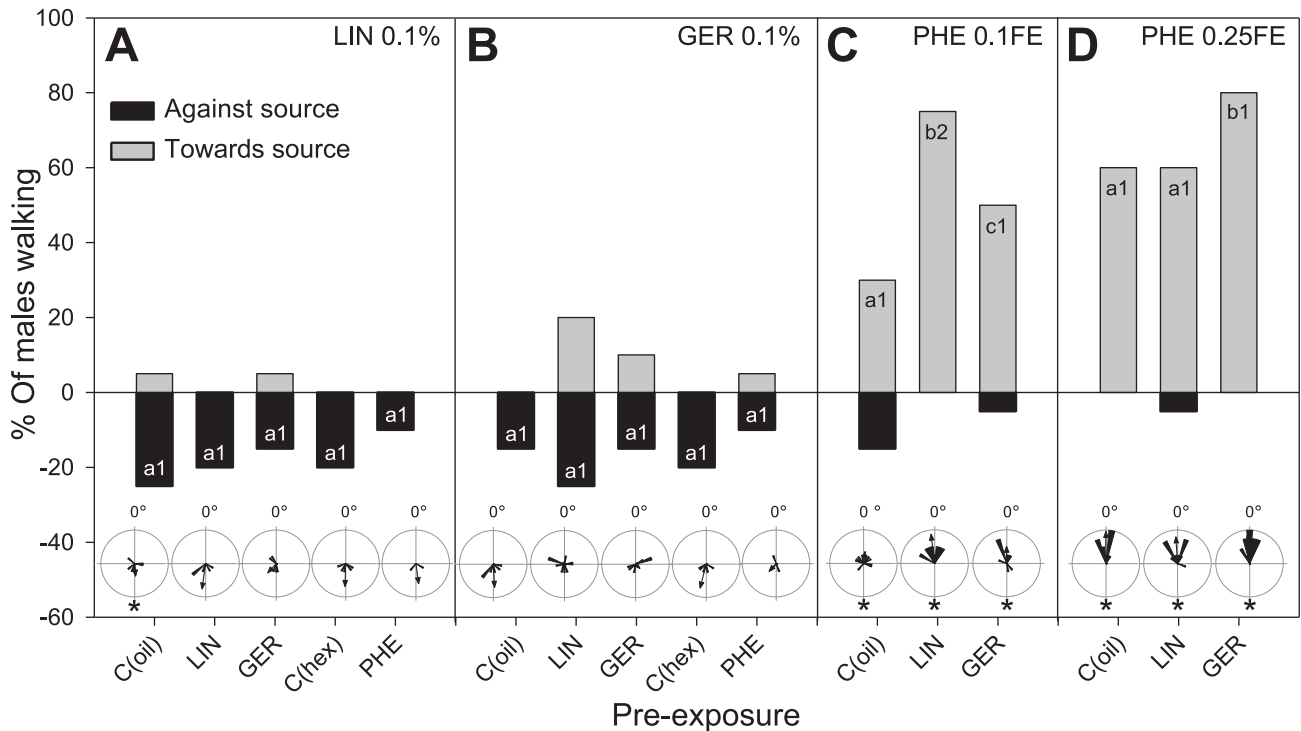 % Of males walking
100
80
60
40
20
0
-20
-40
-60
A
LIN 0.1%
Against source
Towards source
a1
a1
a1
a1
a1
0°
0°
0°
0°
0°
*
C(oil)
LIN
GER
C(hex)
PHE
B
GER 0.1%
a1
a1
a1
a1
a1
0°
0°
0°
0°
0°
C(oil)
LIN
GER
C(hex)
PHE
C
PHE 0.1FE
a1
b2
c1
0 °
0°
0°
*
*
*
C(oil)
LIN
GER
D
PHE 0.25FE
a1
a1
b1
0°
0°
0°
*
*
*
C(oil)
LIN
GER
Pre-exposure